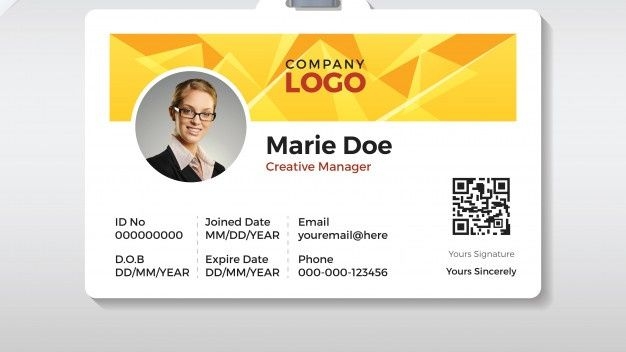 COMPANY
LOGO
Marie Doe
Creative Manager
ID No
000000000
Joined Date
MM/DD/YEAR
Email
youremail@here
D.O.B
DD/MM/YEAR
Expire Date
DD/MM/YEAR
Phone
000-000-123456
Yours Signature
Yours Sincerely